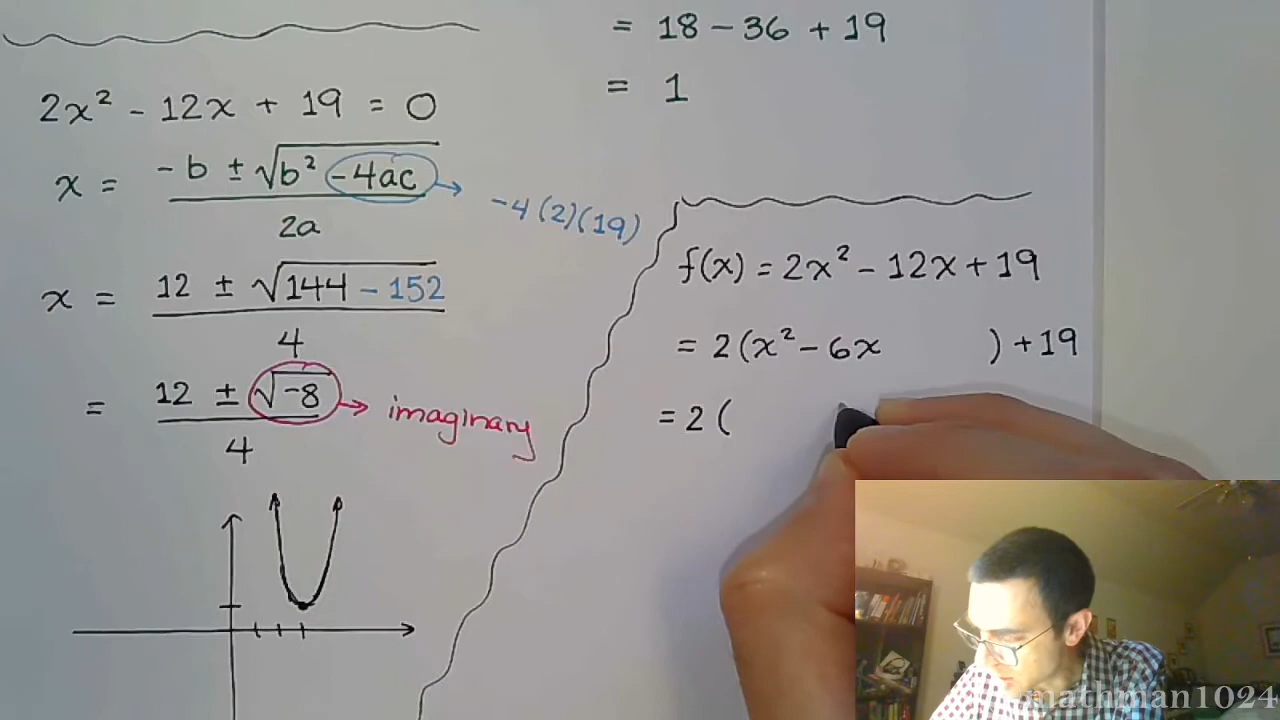 2x² - 12x + 19 = 0
x = (-b ± √(b² - 4ac)) / 2a
-4(2)(19)
x = (12 ± √(144 - 152)) / 4
= (12 ± √(-8)) / 4
imaginary
= 18 - 36 + 19
= 1
f(x) = 2x² - 12x + 19
= 2(x² - 6x ) + 19
= 2(
mathman1024